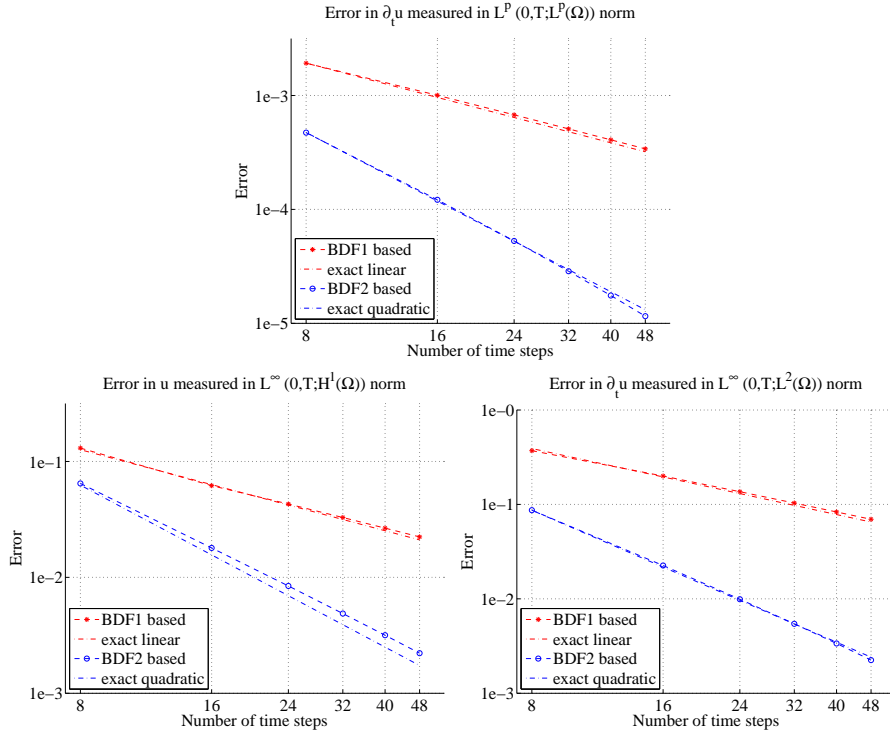 Error in ∂ₜu measured in Lᵖ (0,T;Lᵖ(Ω)) norm
1e−3
1e−4
1e−5
Error
BDF1 based
exact linear
BDF2 based
exact quadratic
8 16 24 32 40 48
Number of time steps
Error in u measured in L^∞ (0,T;H¹(Ω)) norm
1e−1
1e−2
1e−3
Error
BDF1 based
exact linear
BDF2 based
exact quadratic
8 16 24 32 40 48
Number of time steps
Error in ∂ₜu measured in L^∞ (0,T;L²(Ω)) norm
1e−0
1e−1
1e−2
1e−3
Error
BDF1 based
exact linear
BDF2 based
exact quadratic
8 16 24 32 40 48
Number of time steps